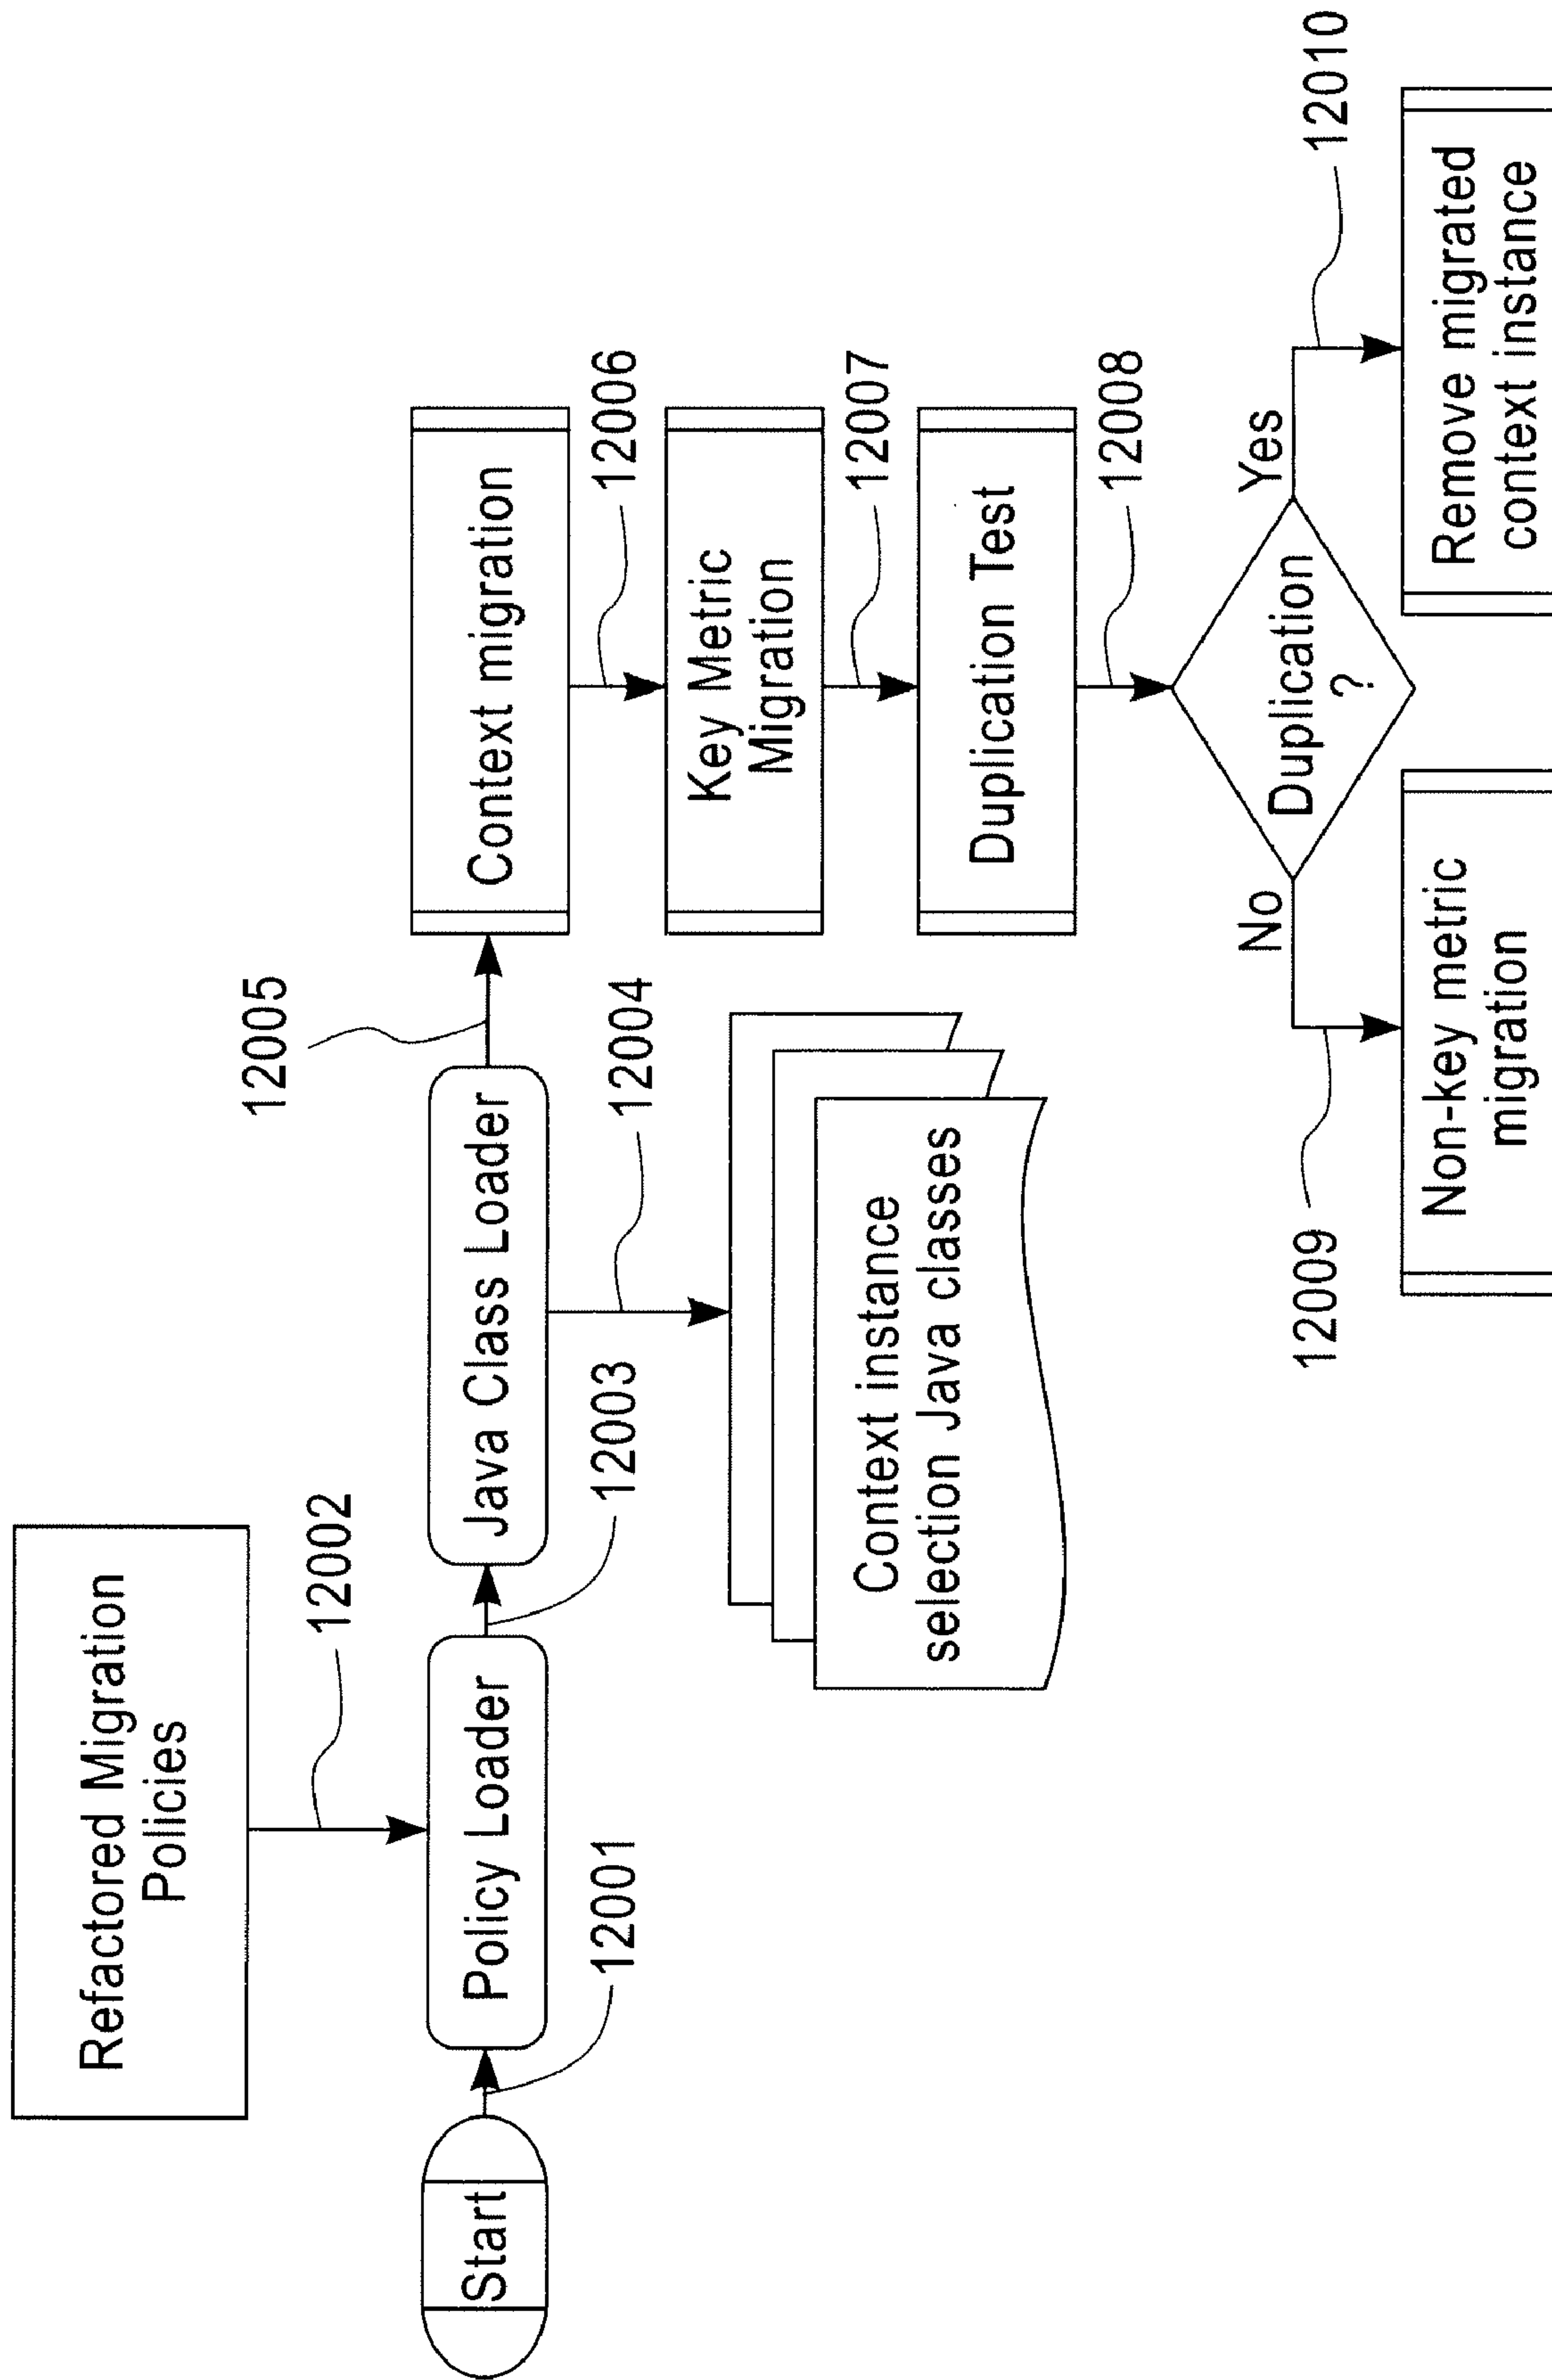 Refactored Migration
Policies
12002
Start
12001
Policy Loader
12003
Java Class Loader
12005
12004
Context instance
selection Java classes
Context migration
12006
Key Metric
Migration
12007
Duplication Test
12008
Duplication
?
No
Yes
12009
12010
Non-key metric
migration
Remove migrated
context instance